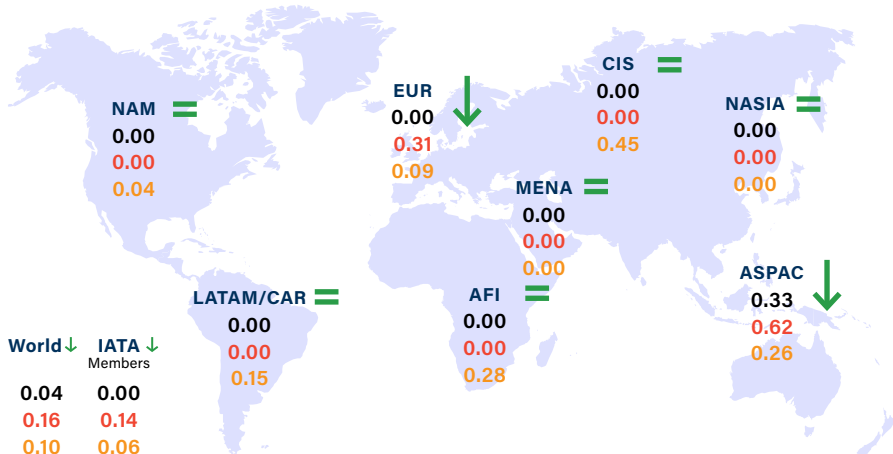 NAM =
0.00
0.00
0.04
EUR ↓
0.00
0.31
0.09
CIS =
0.00
0.00
0.45
NASIA =
0.00
0.00
0.00
MENA =
0.00
0.00
0.00
LATAM/CAR =
0.00
0.00
0.15
AFI =
0.00
0.00
0.28
ASPAC ↓
0.33
0.62
0.26
World ↓ IATA ↓
Members
0.04 0.00
0.16 0.14
0.10 0.06